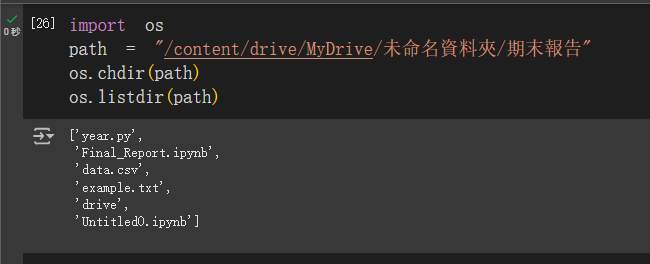 [26] import os
path = "/content/drive/MyDrive/未命名資料夾/期末報告"
0 秒
os.chdir(path)
os.listdir(path)
['year.py',
'Final_Report.ipynb',
'data.csv',
'example.txt',
'drive',
'Untitled0.ipynb']